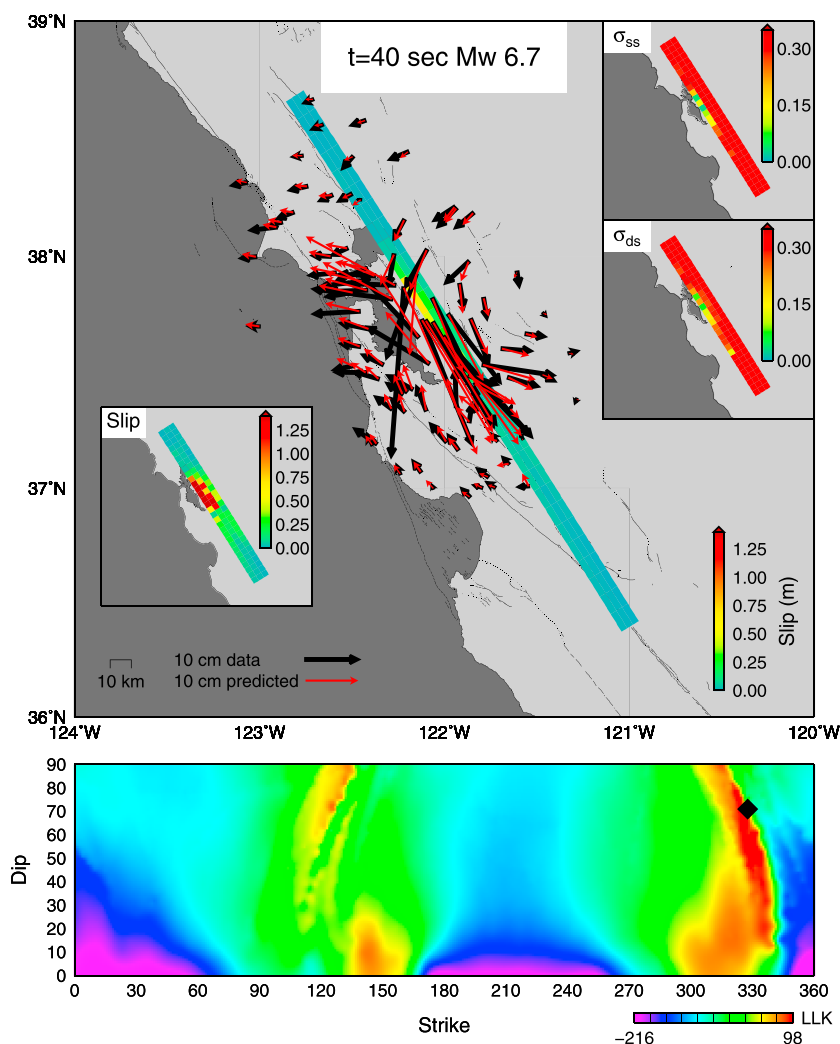 39°N
38°N
37°N
36°N
124°W
123°W
122°W
121°W
120°W
t=40 sec Mw 6.7
σss
0.30
0.15
0.00
σds
0.30
0.15
0.00
Slip
1.25
1.00
0.75
0.50
0.25
0.00
1.25
1.00
0.75
0.50
0.25
0.00
Slip (m)
10 km
10 cm data
10 cm predicted
90
80
70
60
50
40
30
20
10
0
Dip
0 30 60 90 120 150 180 210 240 270 300 330 360
Strike
LLK
−216 98